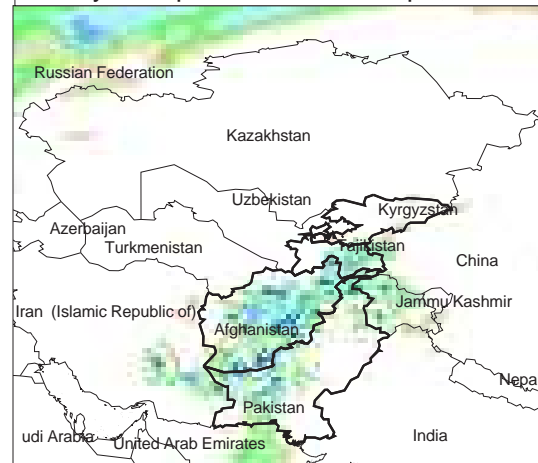 Russian Federation
Kazakhstan
Uzbekistan
Kyrgyzstan
Azerbaijan
Turkmenistan
Tajikistan
China
Iran (Islamic Republic of)
Jammu Kashmir
Afghanistan
Nepa
Pakistan
udi Arabia
United Arab Emirates
India